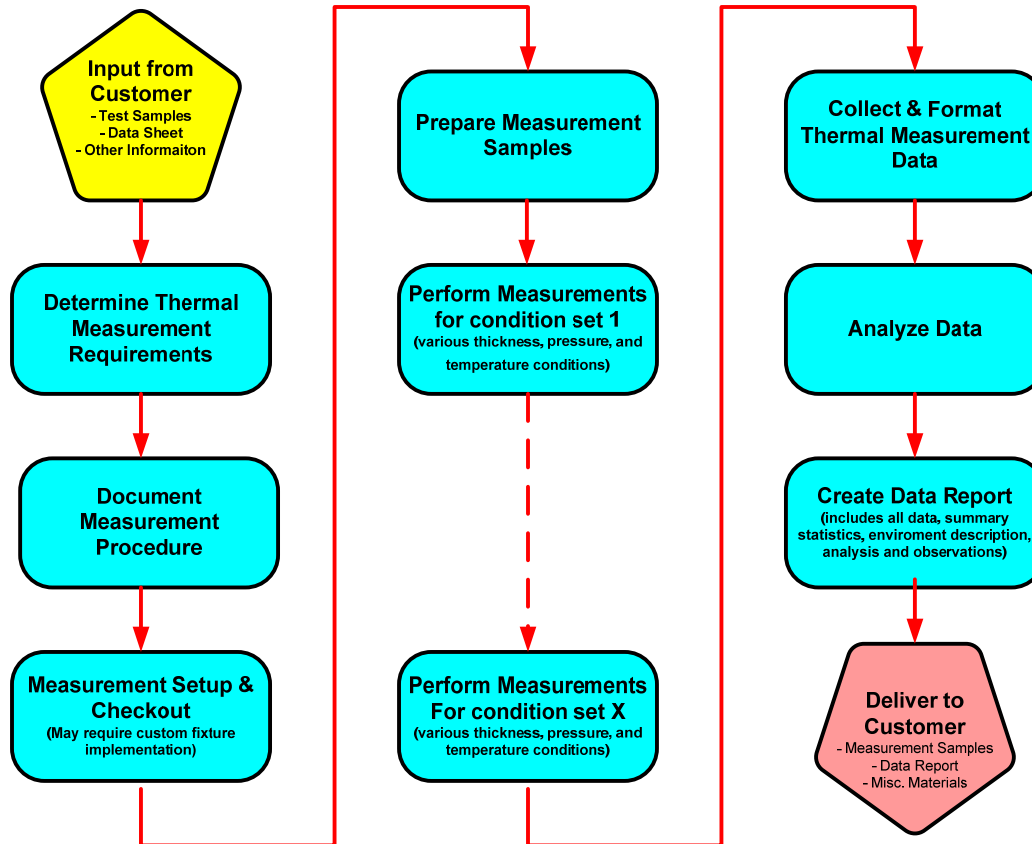 Input from
Customer
- Test Samples
- Data Sheet
- Other Informaiton
Determine Thermal
Measurement
Requirements
Document
Measurement
Procedure
Measurement Setup &
Checkout
(May require custom fixture
implementation)
Prepare Measurement
Samples
Perform Measurements
for condition set 1
(various thickness, pressure, and
temperature conditions)
Perform Measurements
For condition set X
(various thickness, pressure, and
temperature conditions)
Collect & Format
Thermal Measurement
Data
Analyze Data
Create Data Report
(includes all data, summary
statistics, enviroment description,
analysis and observations)
Deliver to
Customer
- Measurement Samples
- Data Report
- Misc. Materials